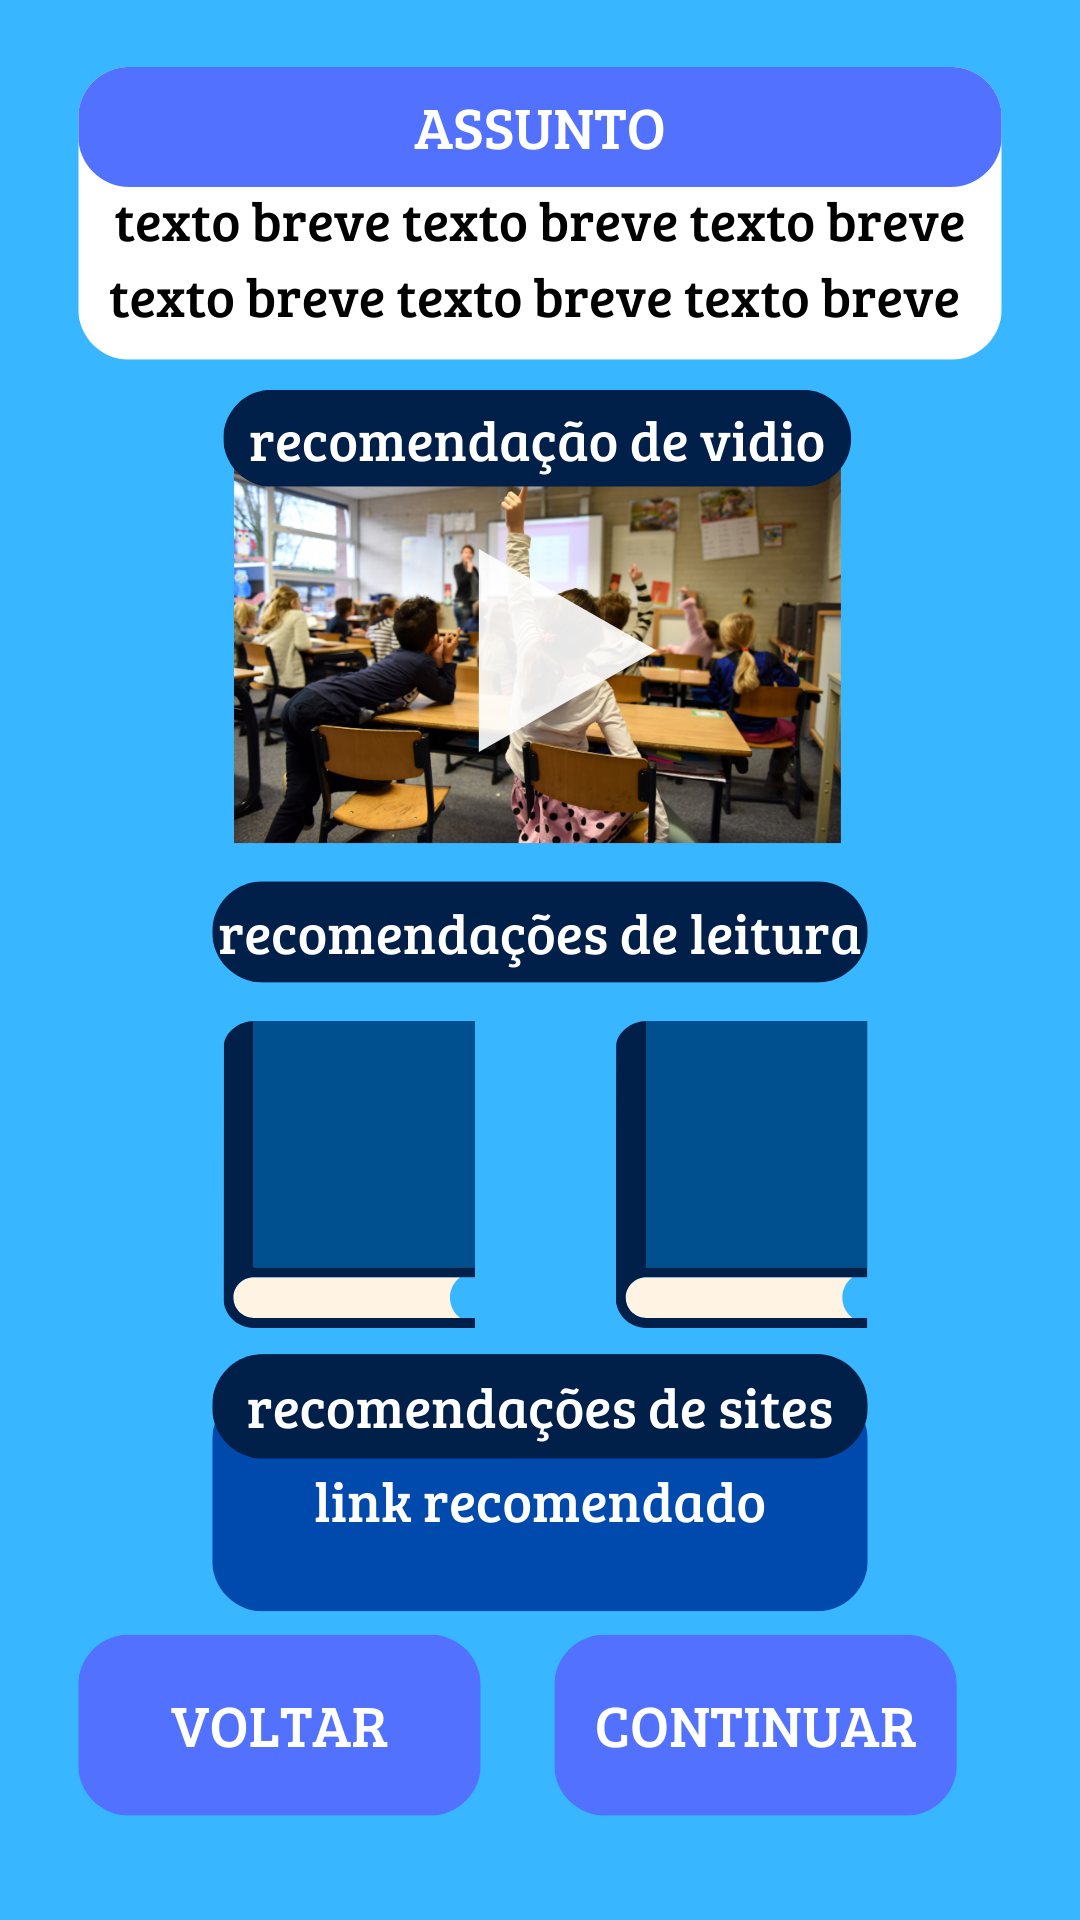 ASSUNTO
texto breve texto breve texto breve
texto breve texto breve texto breve
recomendação de vidio
recomendações de leitura
recomendações de sites
link recomendado
VOLTAR
CONTINUAR